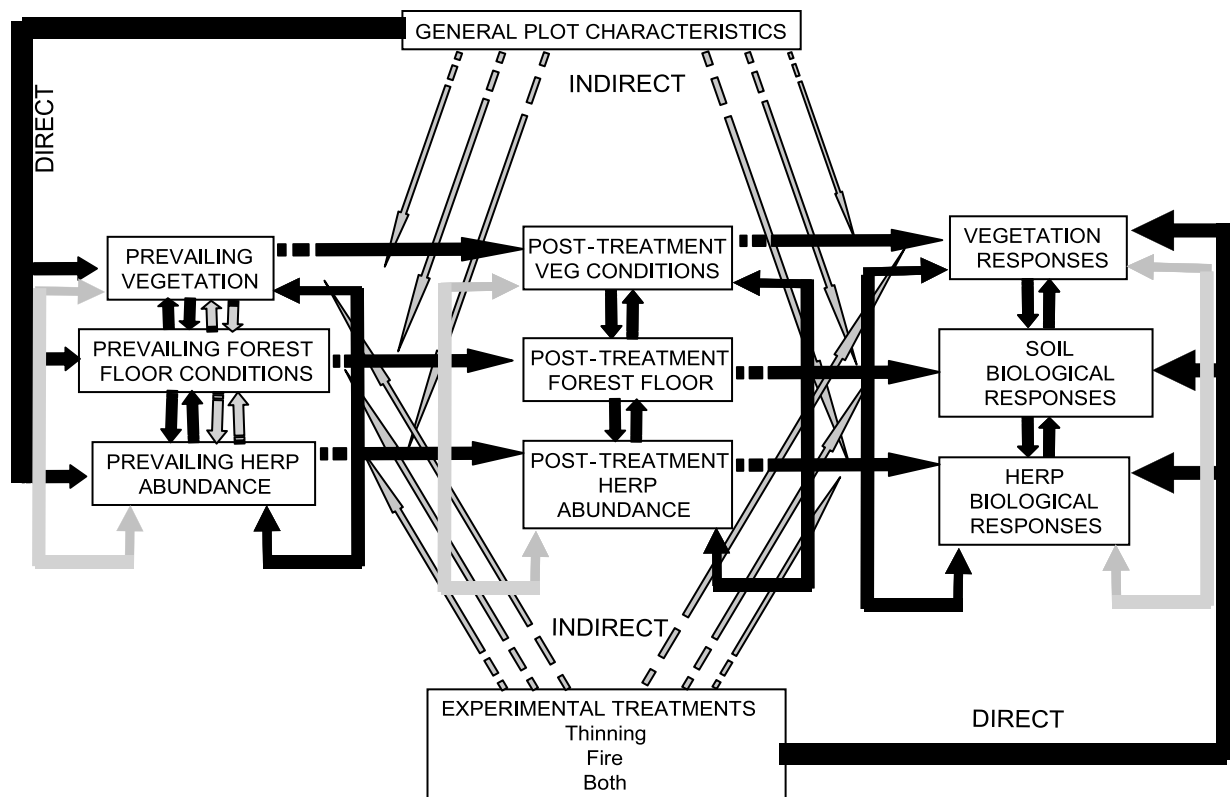 GENERAL PLOT CHARACTERISTICS
INDIRECT
DIRECT
PREVAILING
VEGETATION
PREVAILING FOREST
FLOOR CONDITIONS
PREVAILING HERP
ABUNDANCE
POST-TREATMENT
VEG CONDITIONS
POST-TREATMENT
FOREST FLOOR
POST-TREATMENT
HERP
ABUNDANCE
VEGETATION
RESPONSES
SOIL
BIOLOGICAL
RESPONSES
HERP
BIOLOGICAL
RESPONSES
INDIRECT
EXPERIMENTAL TREATMENTS
Thinning
Fire
Both
DIRECT